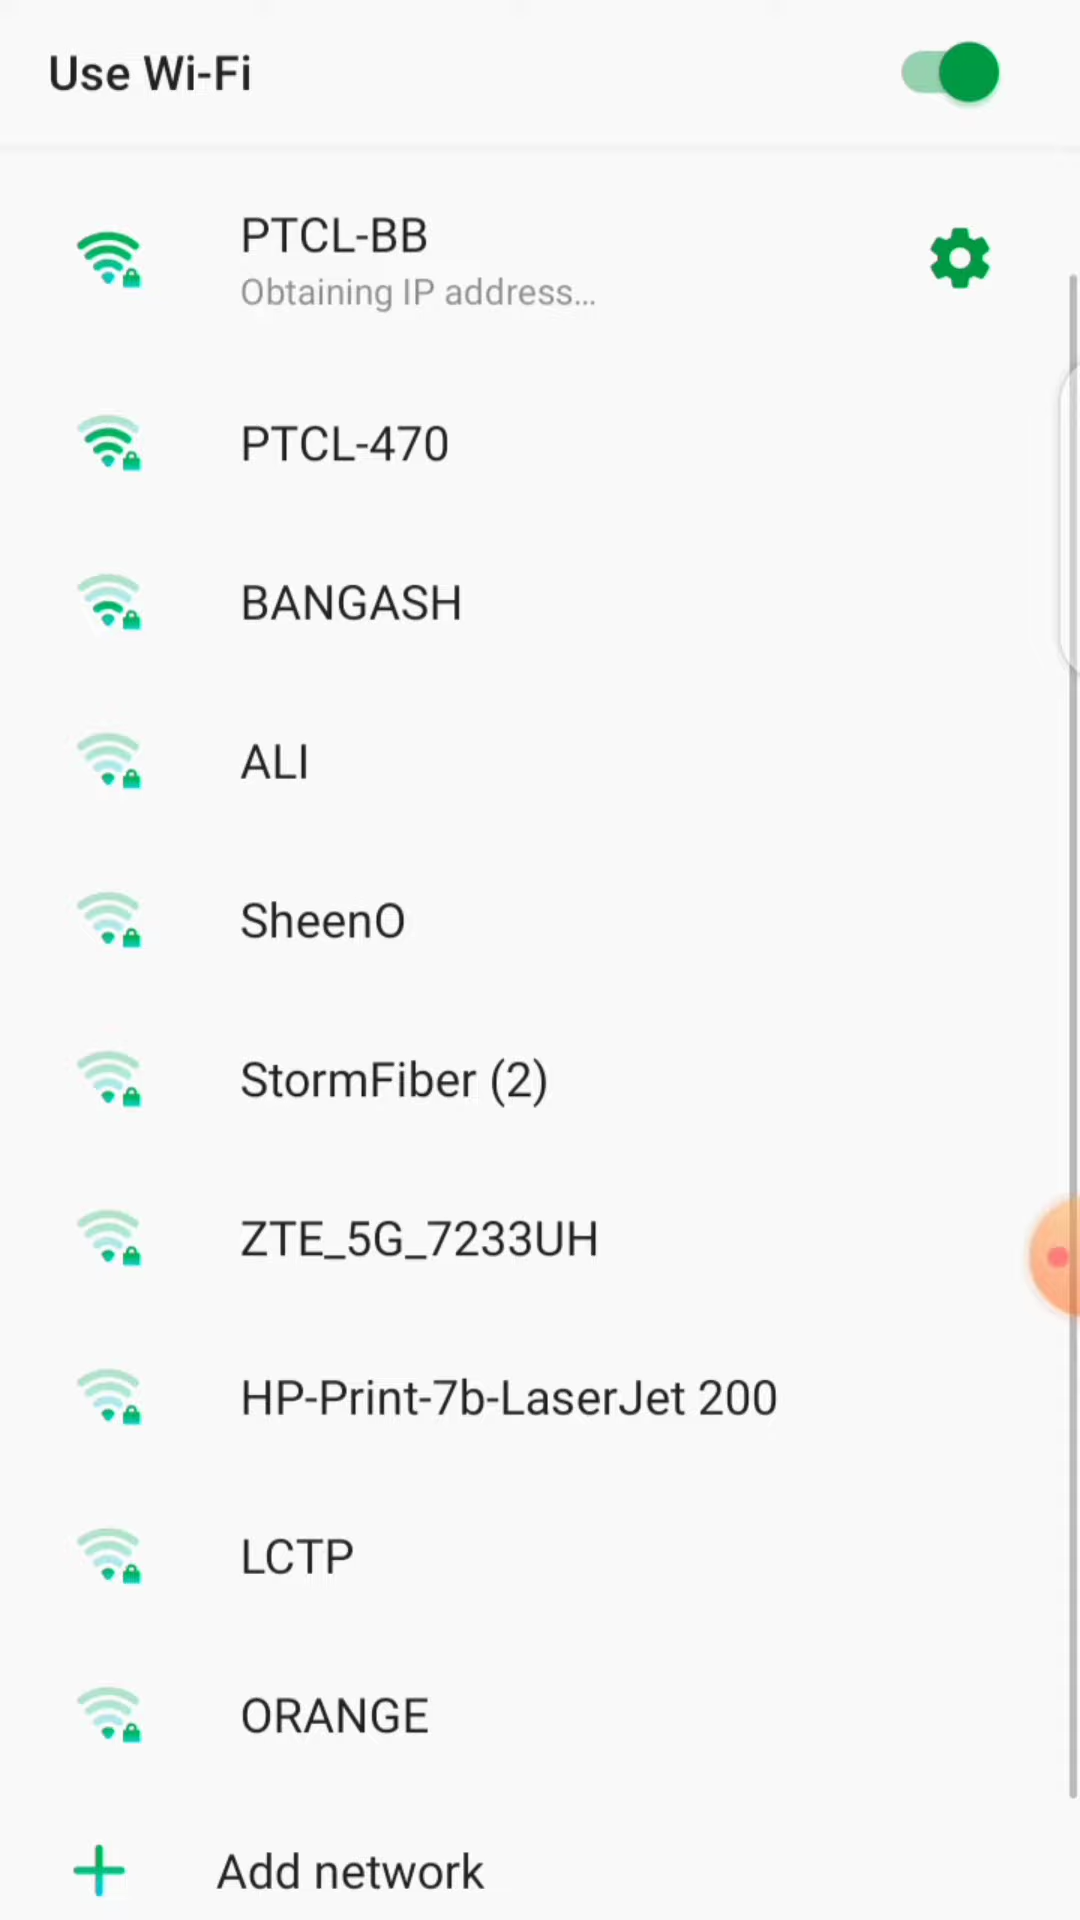 Use Wi-Fi
PTCL-BB
Obtaining IP address...
PTCL-470
BANGASH
ALI
SheenO
StormFiber (2)
ZTE_5G_7233UH
HP-Print-7b-LaserJet 200
LCTP
ORANGE
Add network